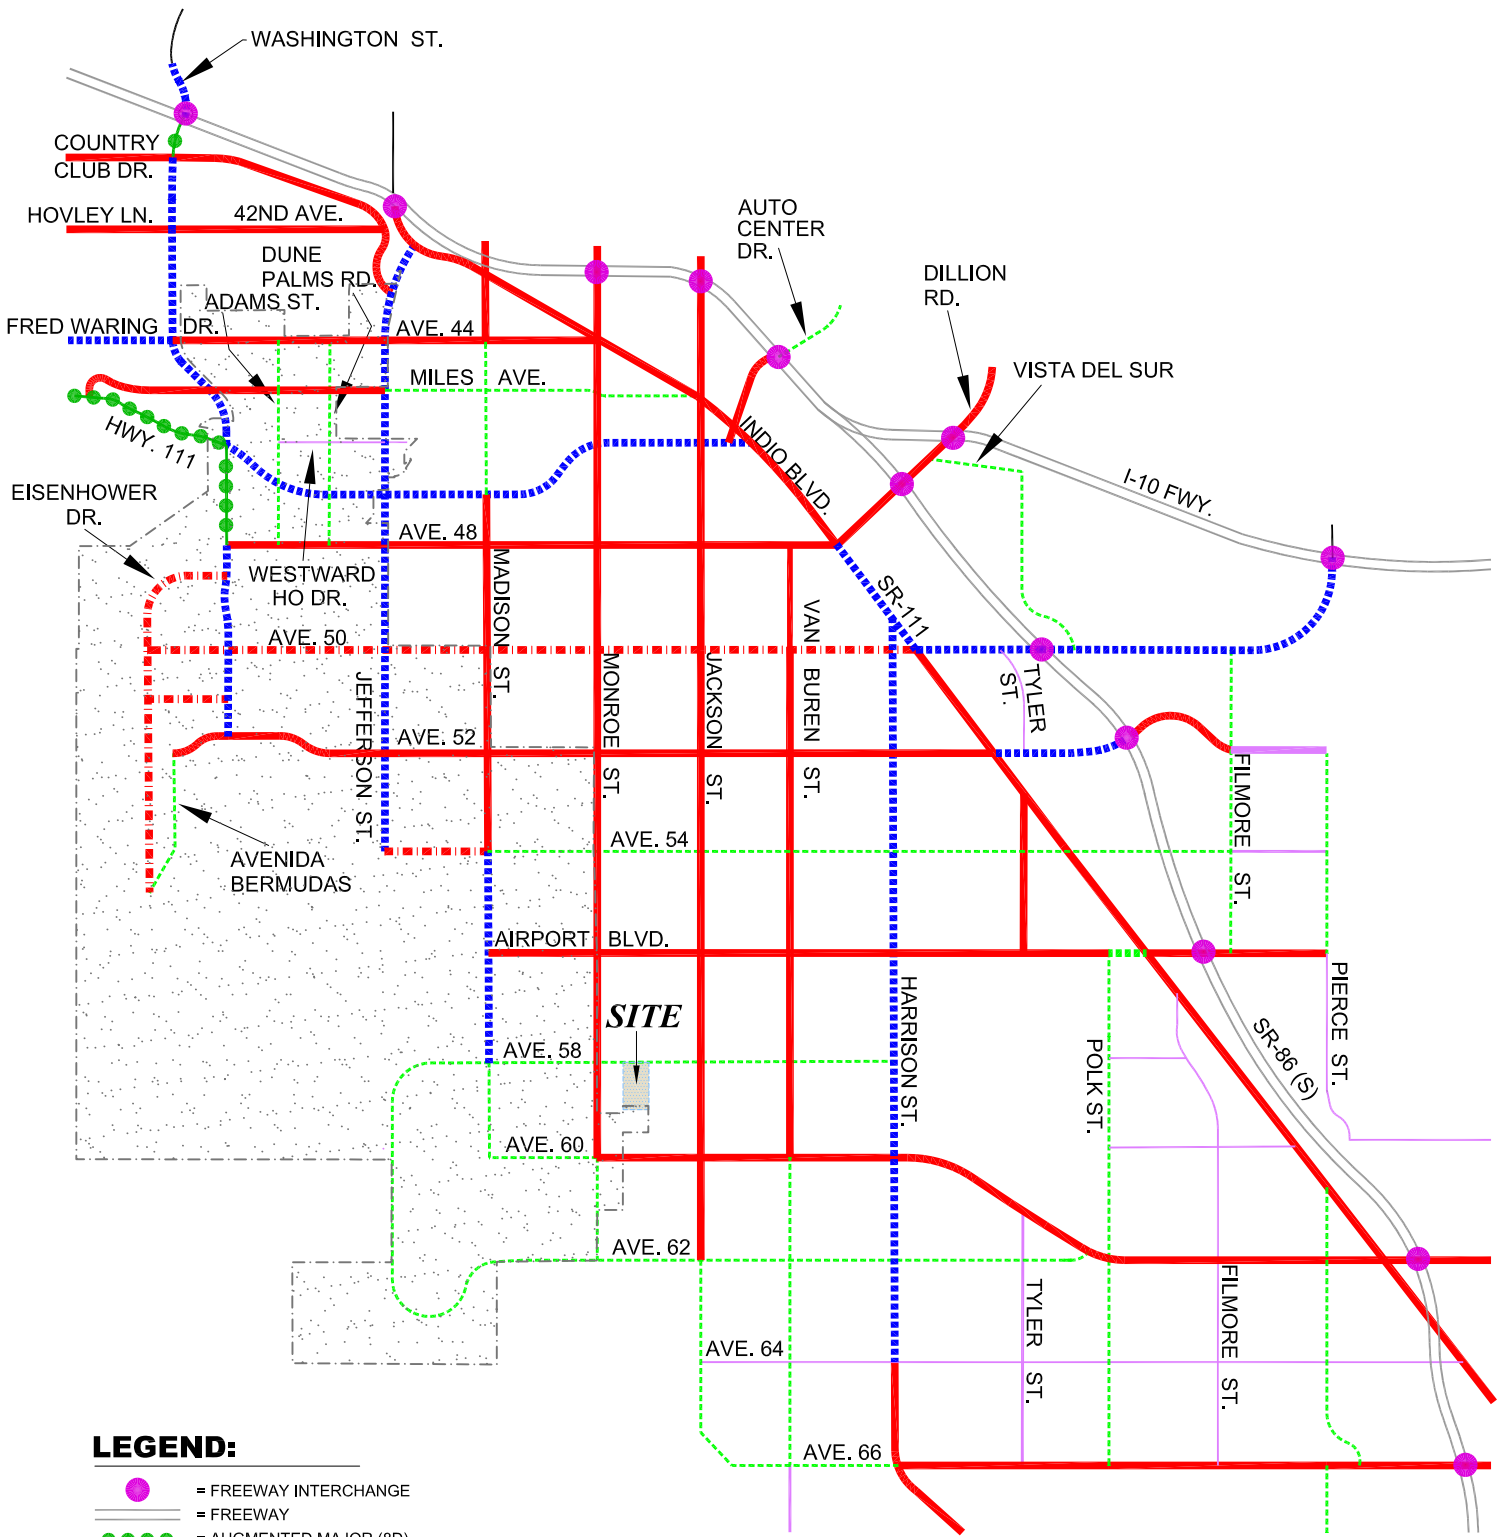 WASHINGTON ST.
COUNTRY
CLUB DR.
HOVLEY LN.
42ND AVE.
AUTO
CENTER
DR.
DUNE
PALMS RD.
DILLION
RD.
ADAMS ST.
FRED WARING DR.
AVE. 44
VISTA DEL SUR
MILES AVE.
HWY. 111
INDIO BLVD.
I-10 FWY.
EISENHOWER
DR.
AVE. 48
WESTWARD
HO DR.
MADISON ST.
SR-111
VAN BUREN ST.
AVE. 50
JEFFERSON ST.
MONROE ST.
JACKSON ST.
TYLER
ST.
AVE. 52
FILMORE ST.
AVE. 54
AVENIDA
BERMUDAS
AIRPORT BLVD.
PIERCE ST.
HARRISON ST.
SITE
SR-86 (S)
POLK ST.
AVE. 58
AVE. 60
AVE. 62
TYLER ST.
FILMORE ST.
AVE. 64
AVE. 66
LEGEND:
= FREEWAY INTERCHANGE
= FREEWAY
= AUGMENTED MAJOR (8D)